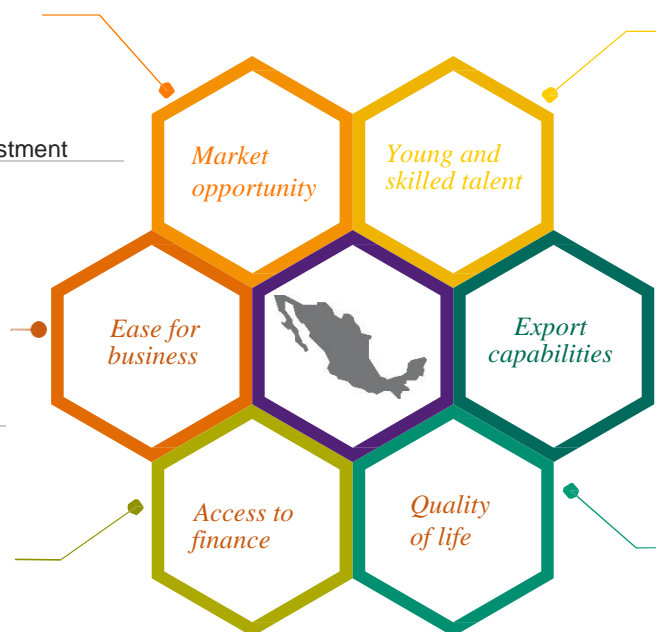 stment
Market
opportunity
Young and
skilled talent
Ease for
business
Export
capabilities
Access to
finance
Quality
of life